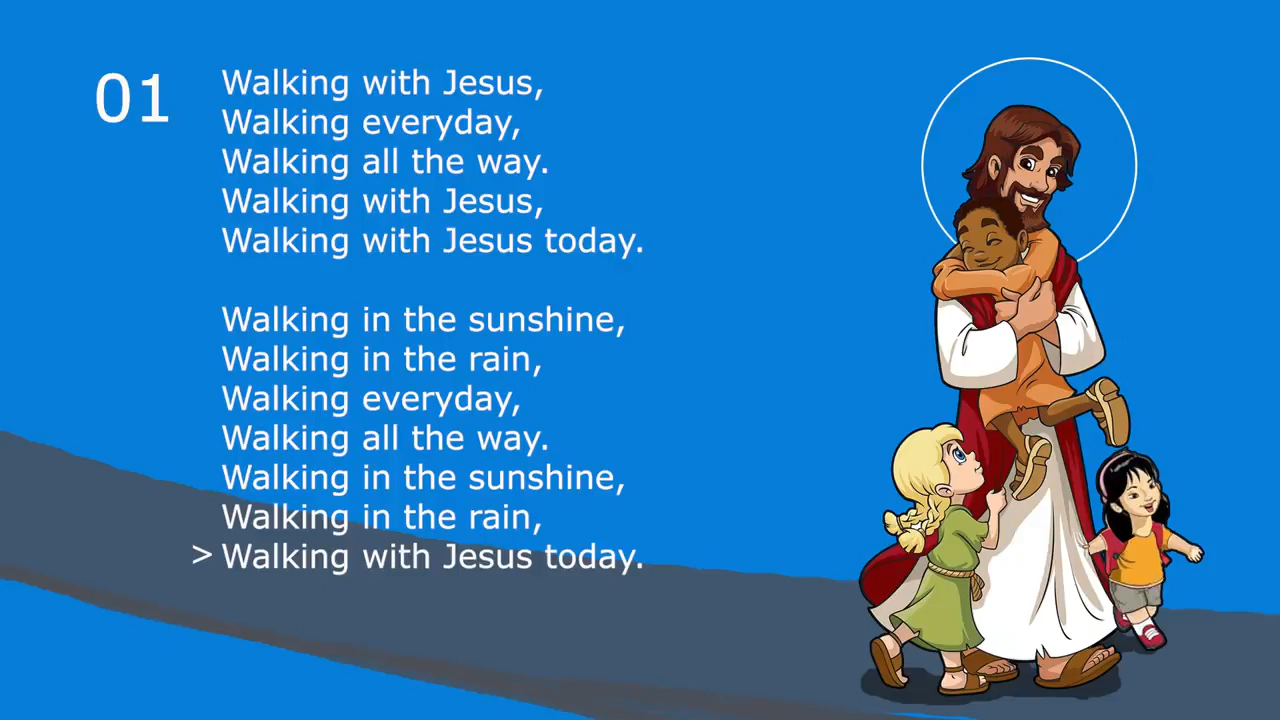 01
Walking with Jesus,
Walking everyday,
Walking all the way.
Walking with Jesus,
Walking with Jesus today.
Walking in the sunshine,
Walking in the rain,
Walking everyday,
Walking all the way.
Walking in the sunshine,
Walking in the rain,
> Walking with Jesus today.